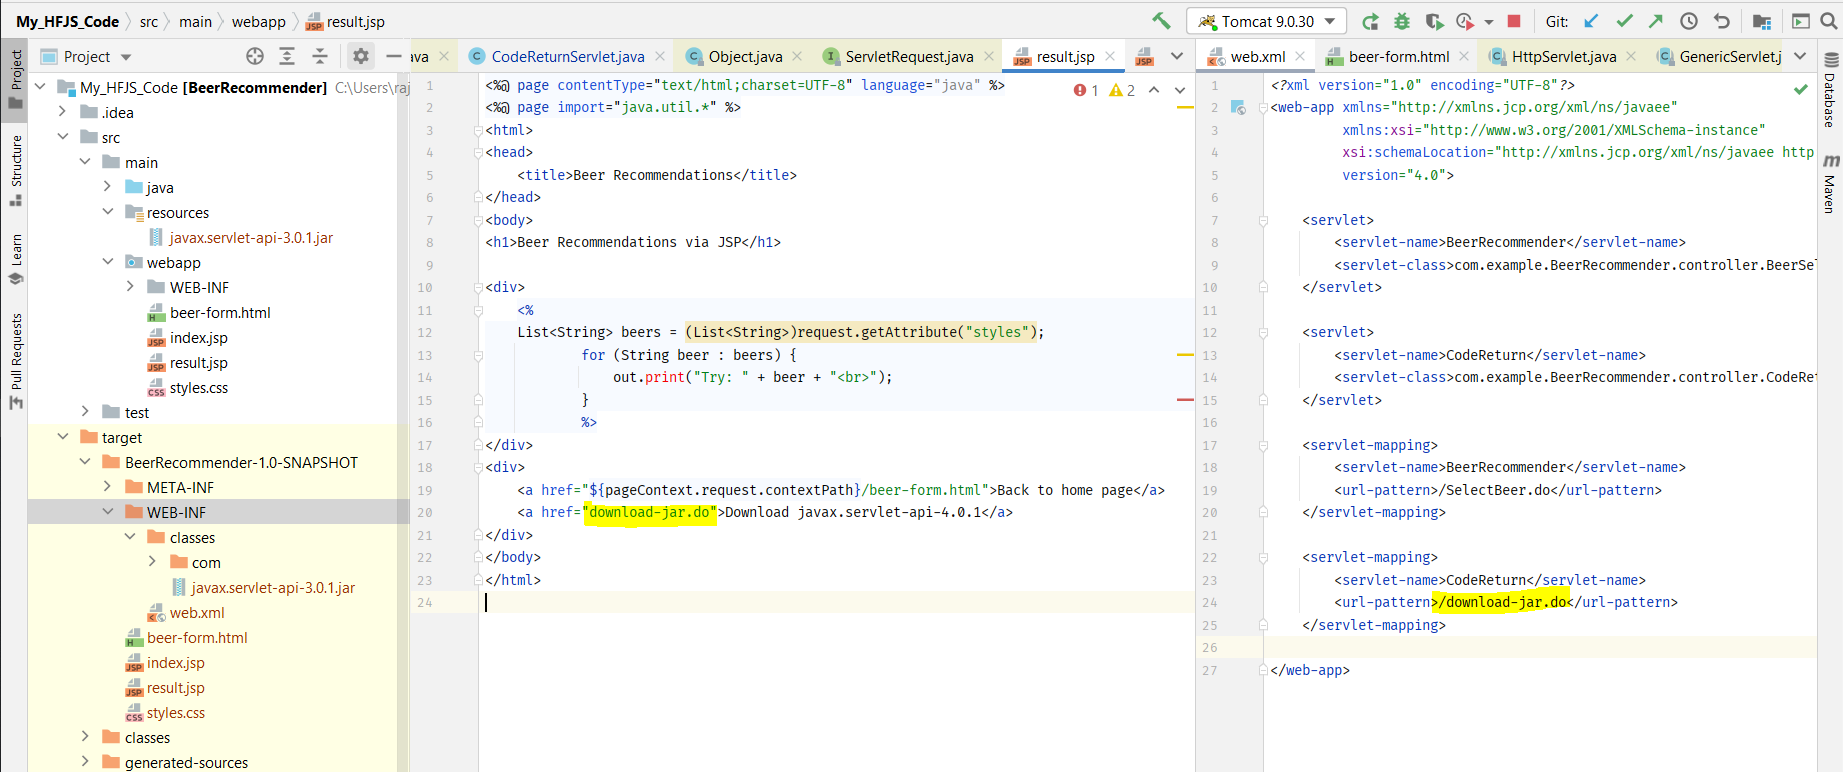 My_HFJS_Code
src
main
webapp
result.jsp
Tomcat 9.0.30
Git:
Project
ava
CodeReturnServlet.java
Object.java
ServletRequest.java
result.jsp
web.xml
beer-form.html
HttpServlet.java
GenericServlet.j
Project
Structure
Learn
Pull Requests
My_HFJS_Code [BeerRecommender] C:\Users\raj
.idea
src
main
java
resources
javax.servlet-api-3.0.1.jar
webapp
WEB-INF
beer-form.html
index.jsp
result.jsp
styles.css
test
target
BeerRecommender-1.0-SNAPSHOT
META-INF
WEB-INF
classes
com
javax.servlet-api-3.0.1.jar
web.xml
beer-form.html
index.jsp
result.jsp
styles.css
classes
generated-sources
1 <%@ page contentType="text/html;charset=UTF-8" language="java" %>
1 2
2 <%@ page import="java.util.*" %>
3 <html>
4 <head>
5 <title>Beer Recommendations</title>
6 </head>
7 <body>
8 <h1>Beer Recommendations via JSP</h1>
9
10 <div>
11 <%
12 List<String> beers = (List<String>)request.getAttribute("styles");
13 for (String beer : beers) {
14 out.print("Try: " + beer + "<br>");
15 }
16 %>
17 </div>
18 <div>
19 <a href="${pageContext.request.contextPath}/beer-form.html">Back to home page</a>
20 <a href="download-jar.do">Download javax.servlet-api-4.0.1</a>
21 </div>
22 </body>
23 </html>
24
1 <?xml version="1.0" encoding="UTF-8"?>
2 <web-app xmlns="http://xmlns.jcp.org/xml/ns/javaee"
3 xmlns:xsi="http://www.w3.org/2001/XMLSchema-instance"
4 xsi:schemaLocation="http://xmlns.jcp.org/xml/ns/javaee http
5 version="4.0">
6
7 <servlet>
8 <servlet-name>BeerRecommender</servlet-name>
9 <servlet-class>com.example.BeerRecommender.controller.BeerSel
10 </servlet>
11
12 <servlet>
13 <servlet-name>CodeReturn</servlet-name>
14 <servlet-class>com.example.BeerRecommender.controller.CodeRet
15 </servlet>
16
17 <servlet-mapping>
18 <servlet-name>BeerRecommender</servlet-name>
19 <url-pattern>/SelectBeer.do</url-pattern>
20 </servlet-mapping>
21
22 <servlet-mapping>
23 <servlet-name>CodeReturn</servlet-name>
24 <url-pattern>/download-jar.do</url-pattern>
25 </servlet-mapping>
26
27 </web-app>
Database
Maven